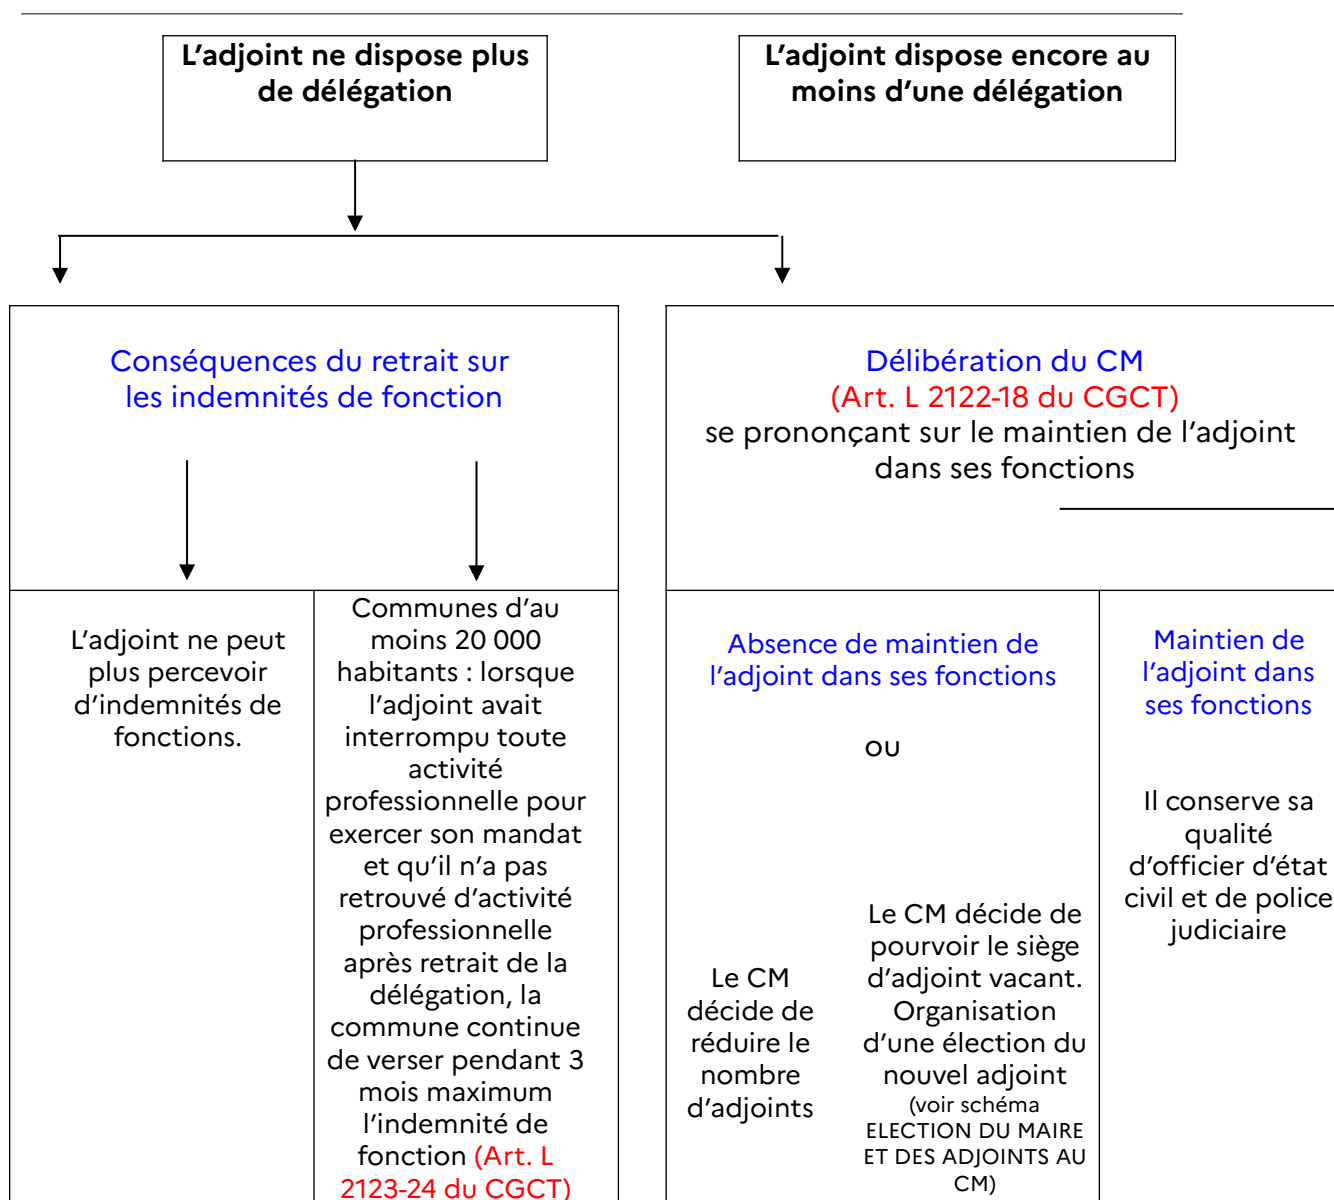 L’adjoint ne dispose plus
de délégation
L’adjoint dispose encore au
moins d’une délégation
Conséquences du retrait sur
les indemnités de fonction
Délibération du CM
(Art. L 2122-18 du CGCT)
se prononçant sur le maintien de l’adjoint
dans ses fonctions
L’adjoint ne peut
plus percevoir
d’indemnités de
fonctions.
Communes d’au
moins 20 000
habitants : lorsque
l’adjoint avait
interrompu toute
activité
professionnelle pour
exercer son mandat
et qu’il n’a pas
retrouvé d’activité
professionnelle
après retrait de la
délégation, la
commune continue
de verser pendant 3
mois maximum
l’indemnité de
fonction (Art. L
2123-24 du CGCT)
Absence de maintien de
l’adjoint dans ses fonctions
ou
Le CM
décide de
réduire le
nombre
d’adjoints
Le CM décide de
pourvoir le siège
d’adjoint vacant.
Organisation
d’une élection du
nouvel adjoint
(voir schéma
ELECTION DU MAIRE
ET DES ADJOINTS AU
CM)
Maintien de
l’adjoint dans
ses fonctions
Il conserve sa
qualité
d’officier d’état
civil et de police
judiciaire